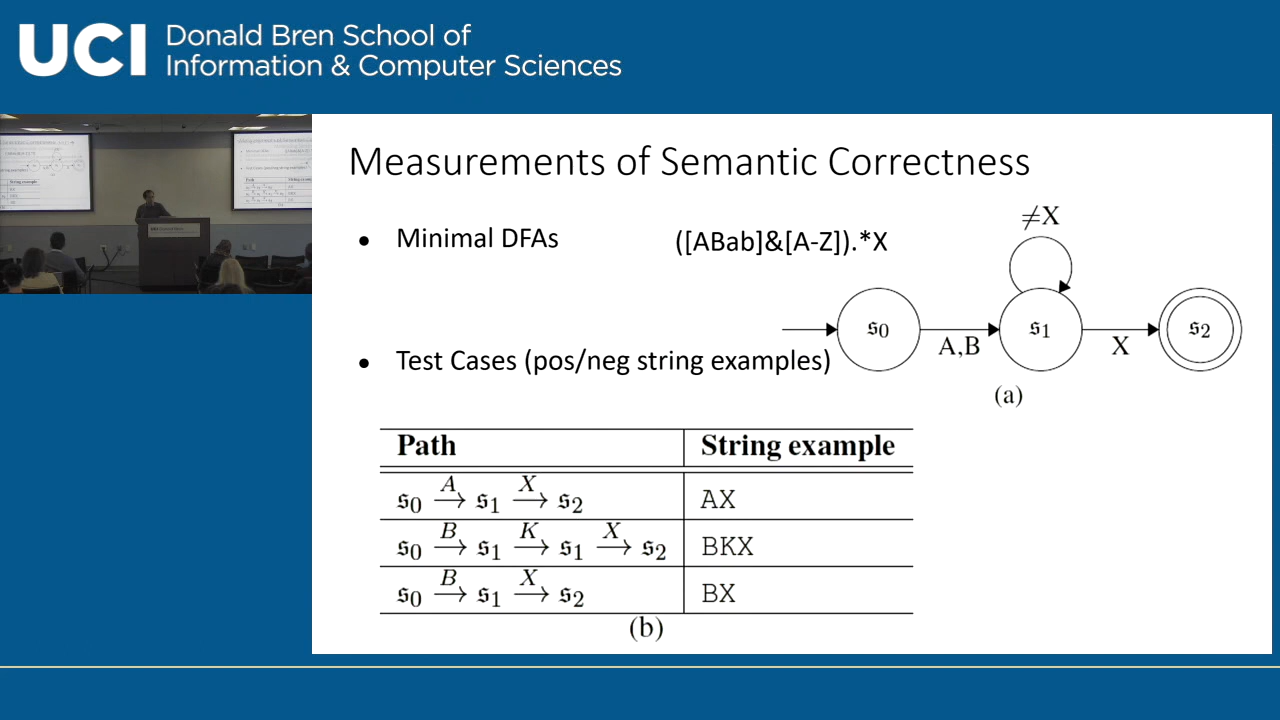 UCI Donald Bren School of
Information & Computer Sciences
Measurements of Semantic Correctness
• Minimal DFAs ([ABab]&[A-Z]).*X
≠X
𝔰0 A,B 𝔰1 X 𝔰2
(a)
• Test Cases (pos/neg string examples)
Path String example
𝔰0 A→ 𝔰1 X→ 𝔰2 AX
𝔰0 B→ 𝔰1 K→ 𝔰1 X→ 𝔰2 BKX
𝔰0 B→ 𝔰1 X→ 𝔰2 BX
(b)